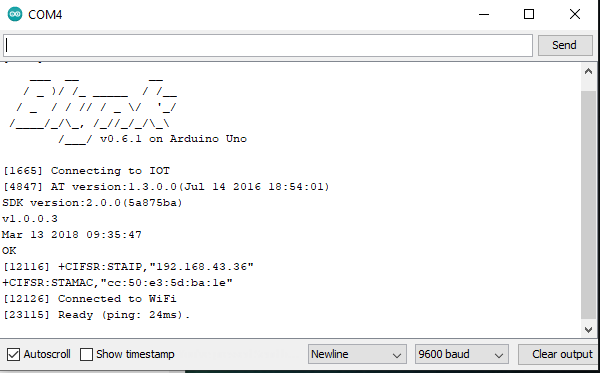 COM4
Send
    ___  __          __
   / _ )/ /_ _____  / /__
  / _  / / // / _ \/  '_/
 /____/_/\_, /_//_/_/\_\
        /___/ v0.6.1 on Arduino Uno
[1665] Connecting to IOT
[4847] AT version:1.3.0.0(Jul 14 2016 18:54:01)
SDK version:2.0.0(5a875ba)
v1.0.0.3
Mar 13 2018 09:35:47
OK
[12116] +CIFSR:STAIP,"192.168.43.36"
+CIFSR:STAMAC,"cc:50:e3:5d:ba:1e"
[12126] Connected to WiFi
[23115] Ready (ping: 24ms).
Autoscroll Show timestamp Newline 9600 baud Clear output